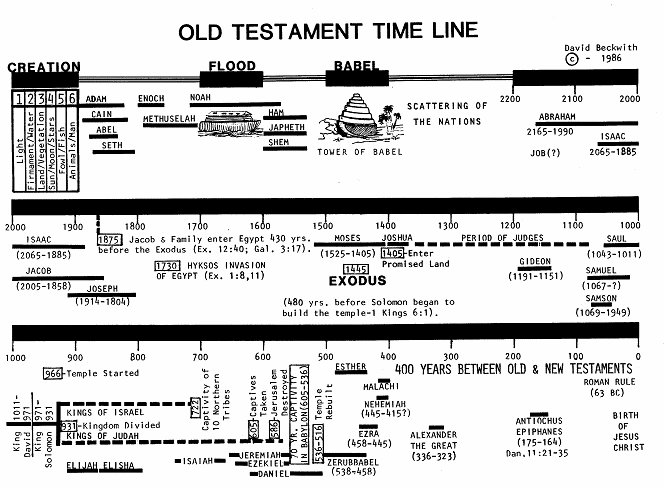 OLD TESTAMENT TIME LINE
David Beckwith
© - 1986
CREATION
FLOOD
BABEL
1 2 3 4 5 6
Light
Firmament/Water
Land/Vegetation
Sun/Moon/Stars
Fowl/Fish
Animals/Man
ADAM
CAIN
ABEL
SETH
ENOCH
METHUSELAH
NOAH
HAM
JAPHETH
SHEM
TOWER OF BABEL
SCATTERING OF
THE NATIONS
2200 2100 2000
ABRAHAM
2165-1990
JOB(?)
ISAAC
2065-1885
2000 1900 1800 1700 1600 1500 1400 1300 1200 1100 1000
ISAAC
(2065-1885)
JACOB
(2005-1858)
JOSEPH
(1914-1804)
1875 Jacob & Family enter Egypt 430 yrs.
before the Exodus (Ex. 12:40; Gal. 3:17).
1730 HYKSOS INVASION
OF EGYPT (Ex. 1:8,11)
MOSES
(1525-1405)
1445
EXODUS
(480 yrs. before Solomon began to
build the temple-1 Kings 6:1).
JOSHUA
1405-Enter
Promised Land
PERIOD OF JUDGES
GIDEON
(1191-1151)
SAUL
(1043-1011)
SAMUEL
(1067-?)
SAMSON
(1069-1949)
1000 900 800 700 600 500 400 300 200 100
966-Temple Started
King 1011-
David 971
King 971-
Solomon 931
KINGS OF ISRAEL
931-Kingdom Divided
KINGS OF JUDAH
ELIJAH ELISHA
722 Captivity of
10 Northern
Tribes
ISAIAH
605 Captives
Taken
586 Jerusalem
Destroyed
70 YR. CAPTIVITY
IN BABYLON(605-536)
536-516 Temple
Rebuilt
JEREMIAH
EZEKIEL
DANIEL
ESTHER
MALACHI
NEHEMIAH
(445-415?)
EZRA
(458-445)
ZERUBBABEL
(538-458)
400 YEARS BETWEEN OLD & NEW TESTAMENTS
ALEXANDER
THE GREAT
(336-323)
ANTIOCHUS
EPIPHANES
(175-164)
Dan.11:21-35
ROMAN RULE
(63 BC)
BIRTH
OF
JESUS
CHRIST